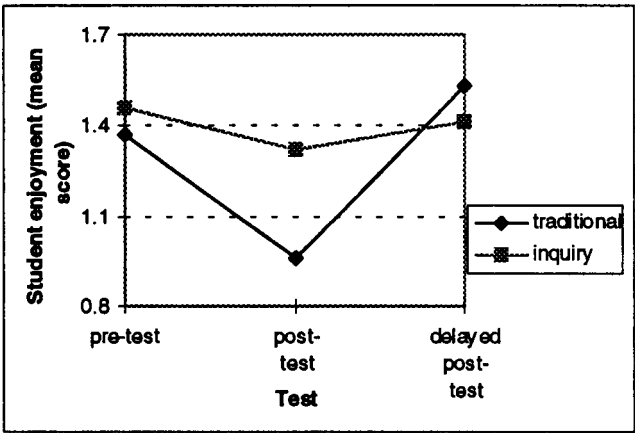 1.7
1.4
1.1
0.8
Student enjoyment (mean
score)
pre-test
post-
test
delayed
post-
test
Test
traditional
inquiry